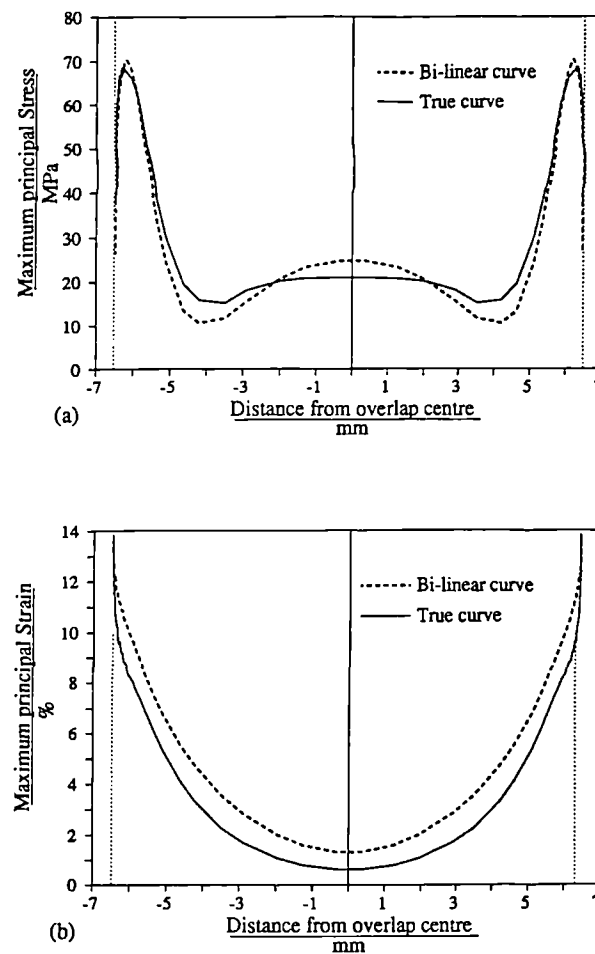 80
70
60
50
40
30
20
10
0
Maximum principal Stress
MPa
Bi-linear curve
True curve
-7 -5 -3 -1 1 3 5 7
Distance from overlap centre
mm
(a)
14
12
10
8
6
4
2
0
Maximum principal Strain
%
Bi-linear curve
True curve
-7 -5 -3 -1 1 3 5 7
Distance from overlap centre
mm
(b)